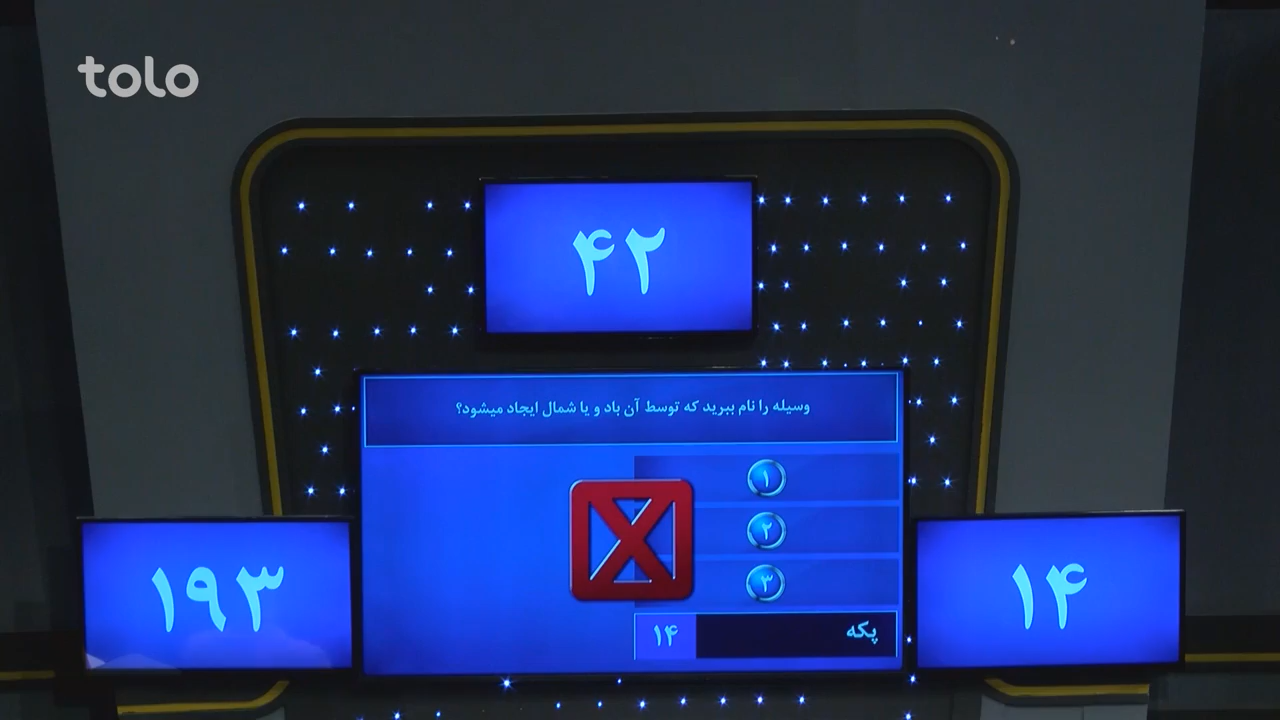 tolo
۴۲
وسیله را نام ببرید که توسط آن باد و یا شمال ایجاد میشود؟
۱
۲
۳
پکه ۱۴
۱۹۳
۱۴